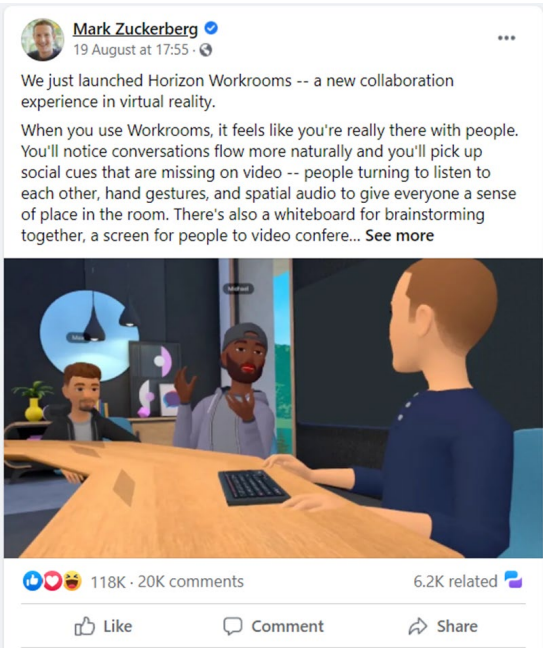 Mark Zuckerberg
19 August at 17:55 ·
We just launched Horizon Workrooms -- a new collaboration
experience in virtual reality.
When you use Workrooms, it feels like you're really there with people.
You'll notice conversations flow more naturally and you'll pick up
social cues that are missing on video -- people turning to listen to
each other, hand gestures, and spatial audio to give everyone a sense
of place in the room. There's also a whiteboard for brainstorming
together, a screen for people to video confere... See more
118K · 20K comments
6.2K related
Like
Comment
Share